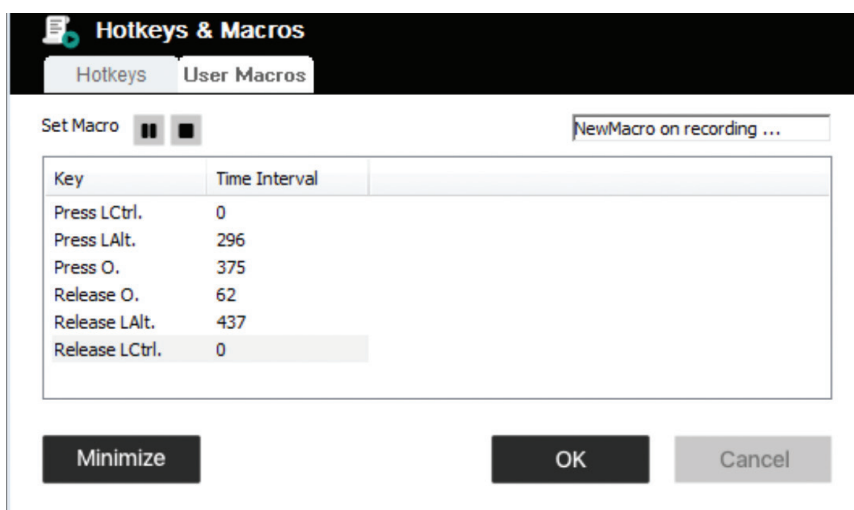 Hotkeys & Macros
Hotkeys User Macros
Set Macro NewMacro on recording ...
Key Time Interval
Press LCtrl. 0
Press LAlt. 296
Press O. 375
Release O. 62
Release LAlt. 437
Release LCtrl. 0
Minimize OK Cancel